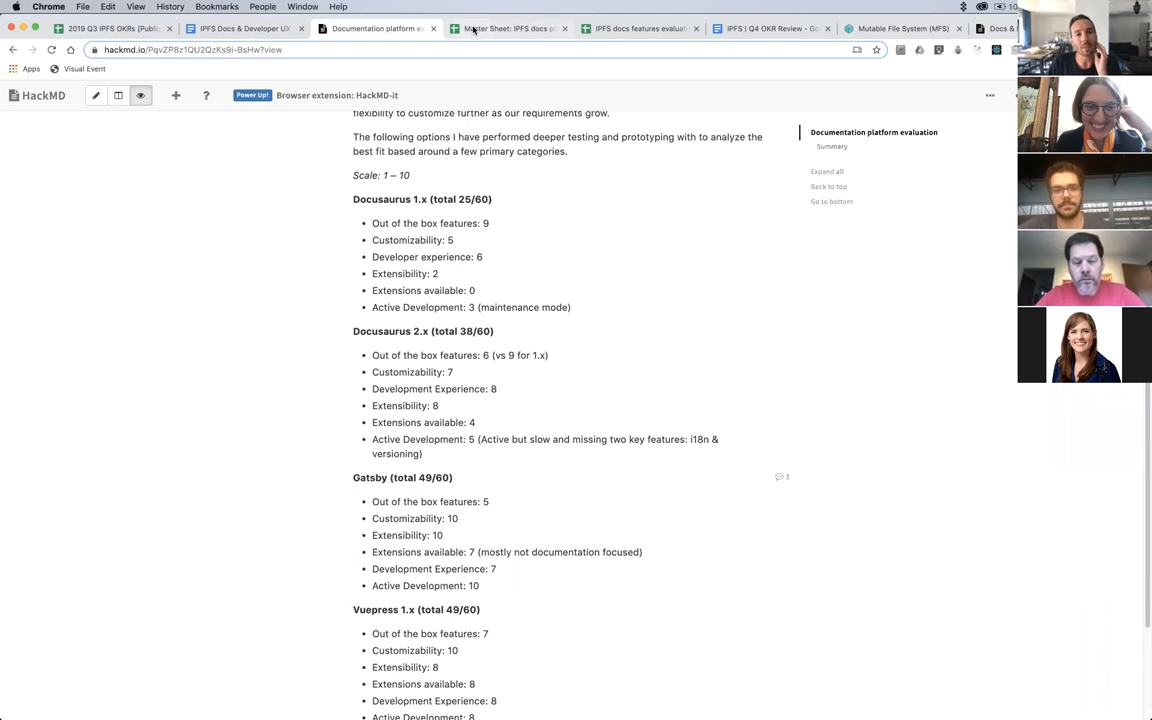 Chrome File Edit View History Bookmarks People Window Help
2019 Q3 IPFS OKRs [Public
IPFS Docs & Developer UX
Documentation platform ev
Master Sheet: IPFS docs pl
IPFS docs features evaluat
IPFS | Q4 OKR Review - Go
Mutable File System (MFS)
Docs &
hackmd.io/PqvZP8z1QU2QzKs9i-BsHw?view
Apps Visual Event
HackMD
Power Up! Browser extension: HackMD-it
flexibility to customize further as our requirements grow.
The following options I have performed deeper testing and prototyping with to analyze the
best fit based around a few primary categories.
Scale: 1 – 10
Docusaurus 1.x (total 25/60)
• Out of the box features: 9
• Customizability: 5
• Developer experience: 6
• Extensibility: 2
• Extensions available: 0
• Active Development: 3 (maintenance mode)
Docusaurus 2.x (total 38/60)
• Out of the box features: 6 (vs 9 for 1.x)
• Customizability: 7
• Development Experience: 8
• Extensibility: 8
• Extensions available: 4
• Active Development: 5 (Active but slow and missing two key features: i18n &
versioning)
Gatsby (total 49/60)
1
• Out of the box features: 5
• Customizability: 10
• Extensibility: 10
• Extensions available: 7 (mostly not documentation focused)
• Development Experience: 7
• Active Development: 10
Vuepress 1.x (total 49/60)
• Out of the box features: 7
• Customizability: 10
• Extensibility: 8
• Extensions available: 8
• Development Experience: 8
• Active Development: 8
Documentation platform evaluation
Summary
Expand all
Back to top
Go to bottom